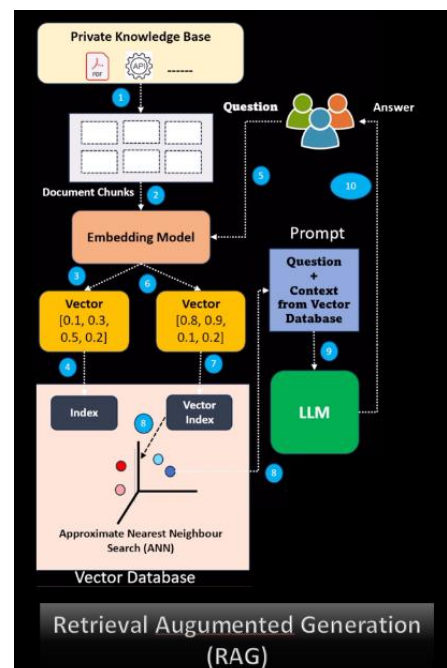 Private Knowledge Base
PDF
API
------
1
Question
Answer
Document Chunks
2
5
10
Embedding Model
Prompt
3
6
Question
+
Context
from Vector
Database
Vector
[0.1, 0.3,
0.5, 0.2]
Vector
[0.8, 0.9,
0.1, 0.2]
4
7
9
Index
Vector
Index
8
LLM
8
Approximate Nearest Neighbour
Search (ANN)
Vector Database
Retrieval Augumented Generation
(RAG)